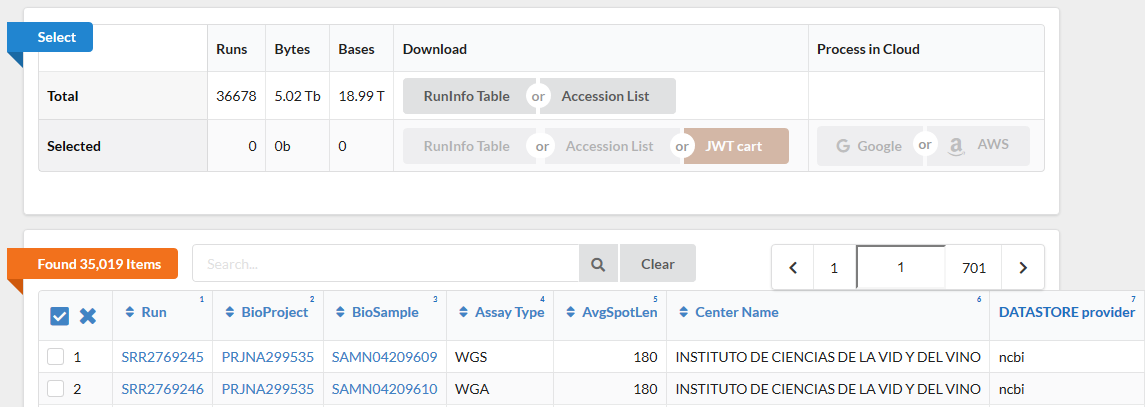 Select
Runs Bytes Bases Download Process in Cloud
Total 36678 5.02 Tb 18.99 T RunInfo Table or Accession List
Selected 0 0b 0 RunInfo Table or Accession List or JWT cart Google or AWS
Found 35,019 Items Search... Clear 1 1 701
Run 1 BioProject 2 BioSample 3 Assay Type 4 AvgSpotLen 5 Center Name 6 DATASTORE provider 7
1 SRR2769245 PRJNA299535 SAMN04209609 WGS 180 INSTITUTO DE CIENCIAS DE LA VID Y DEL VINO ncbi
2 SRR2769246 PRJNA299535 SAMN04209610 WGA 180 INSTITUTO DE CIENCIAS DE LA VID Y DEL VINO ncbi